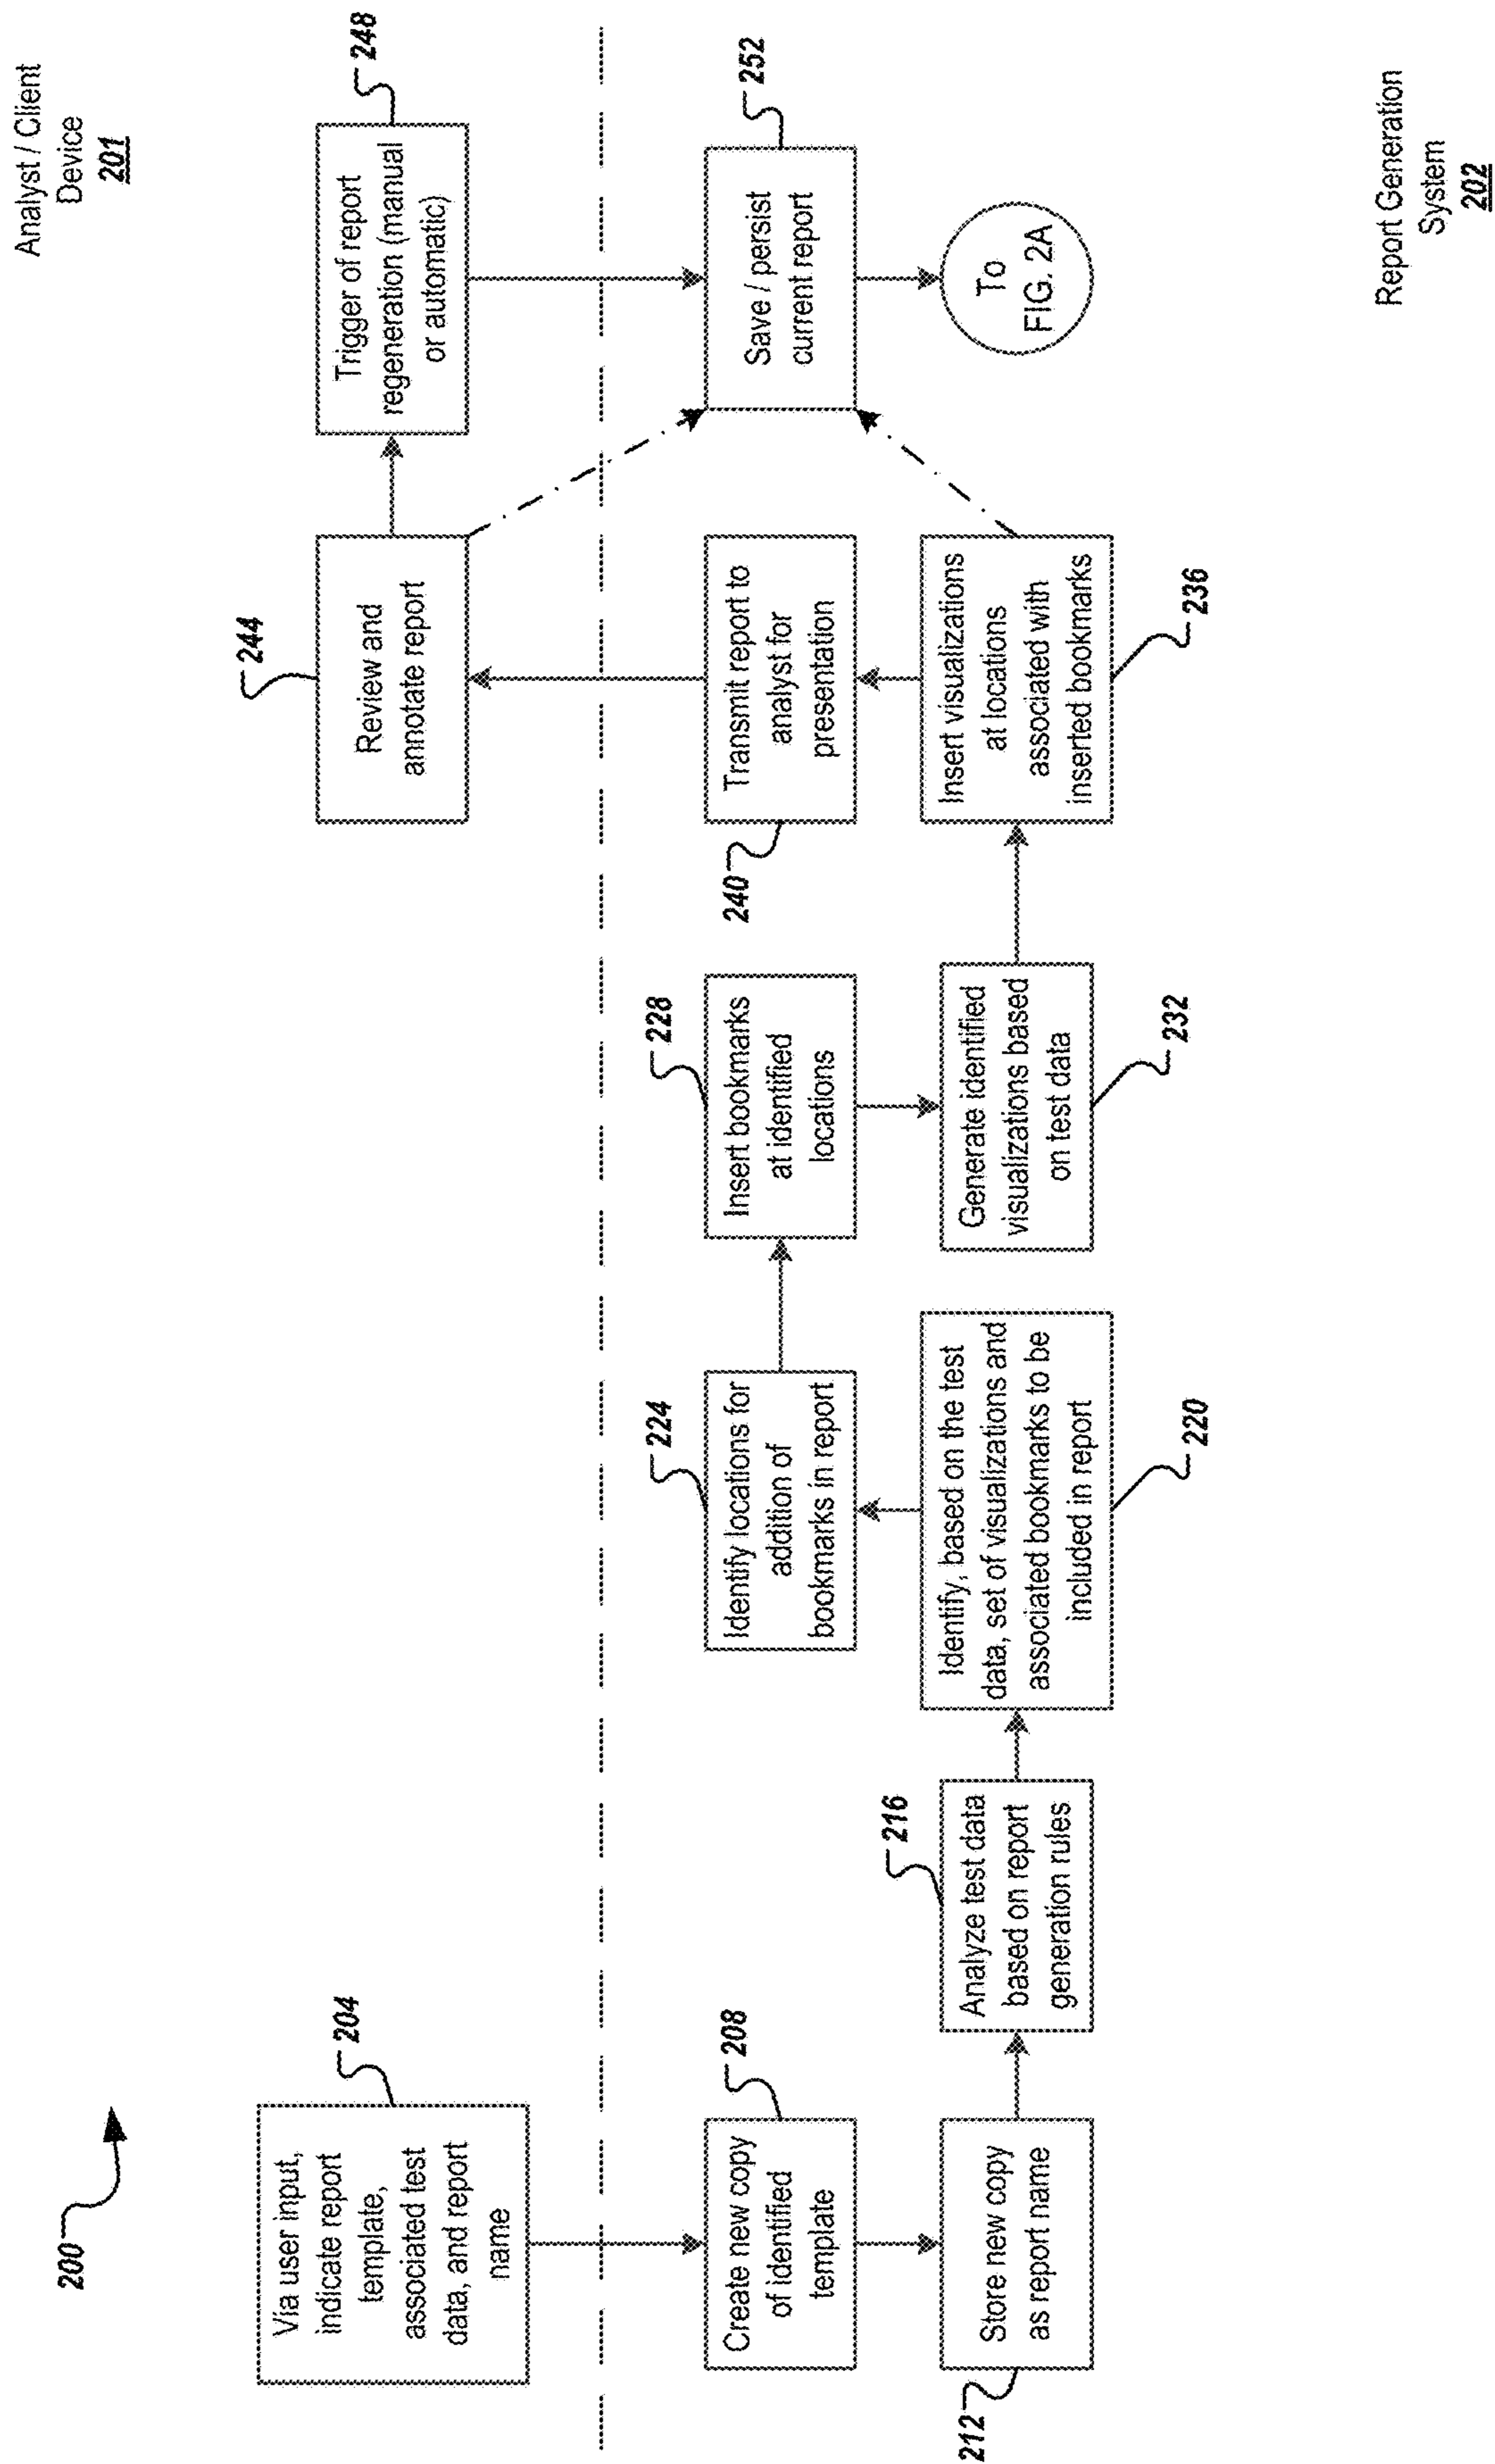 200
Analyst / Client
Device
201
Via user input,
indicate report
template,
associated test
data, and report
name
204
Review and
annotate report
244
Trigger of report
regeneration (manual
or automatic)
248
Create new copy
of identified
template
208
Store new copy
as report name
212
Analyze test data
based on report
generation rules
216
Identify, based on the test
data, set of visualizations and
associated bookmarks to be
included in report
220
Identify locations for
addition of
bookmarks in report
224
Insert bookmarks
at identified
locations
228
Generate identified
visualizations based
on test data
232
Insert visualizations
at locations
associated with
inserted bookmarks
236
Transmit report to
analyst for
presentation
240
Save / persist
current report
252
To
FIG. 2A
Report Generation
System
202